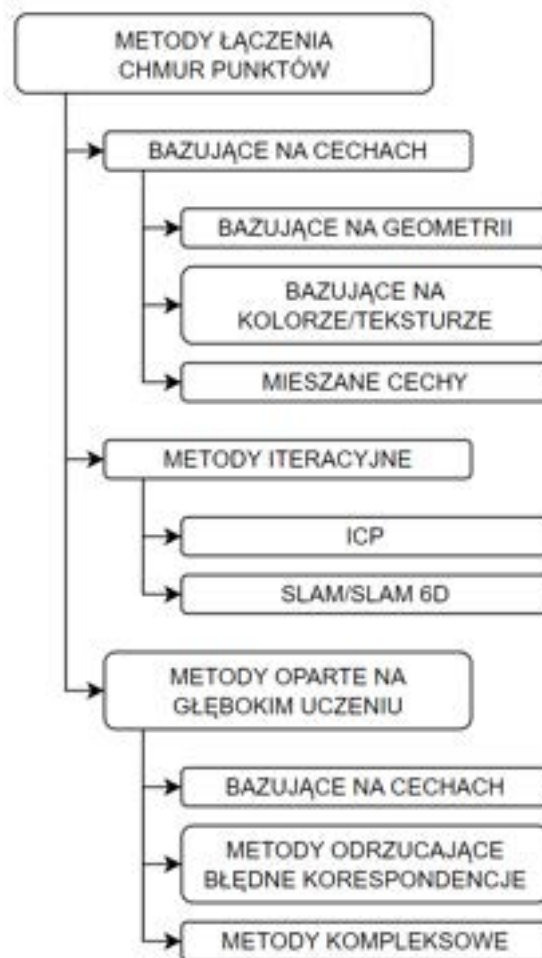 METODY ŁĄCZENIA
CHMUR PUNKTÓW
BAZUJĄCE NA CECHACH
BAZUJĄCE NA GEOMETRII
BAZUJĄCE NA
KOLORZE/TEKSTURZE
MIESZANE CECHY
METODY ITERACYJNE
ICP
SLAM/SLAM 6D
METODY OPARTE NA
GŁĘBOKIM UCZENIU
BAZUJĄCE NA CECHACH
METODY ODRZUCAJĄCE
BŁĘDNE KORESPONDENCJE
METODY KOMPLEKSOWE